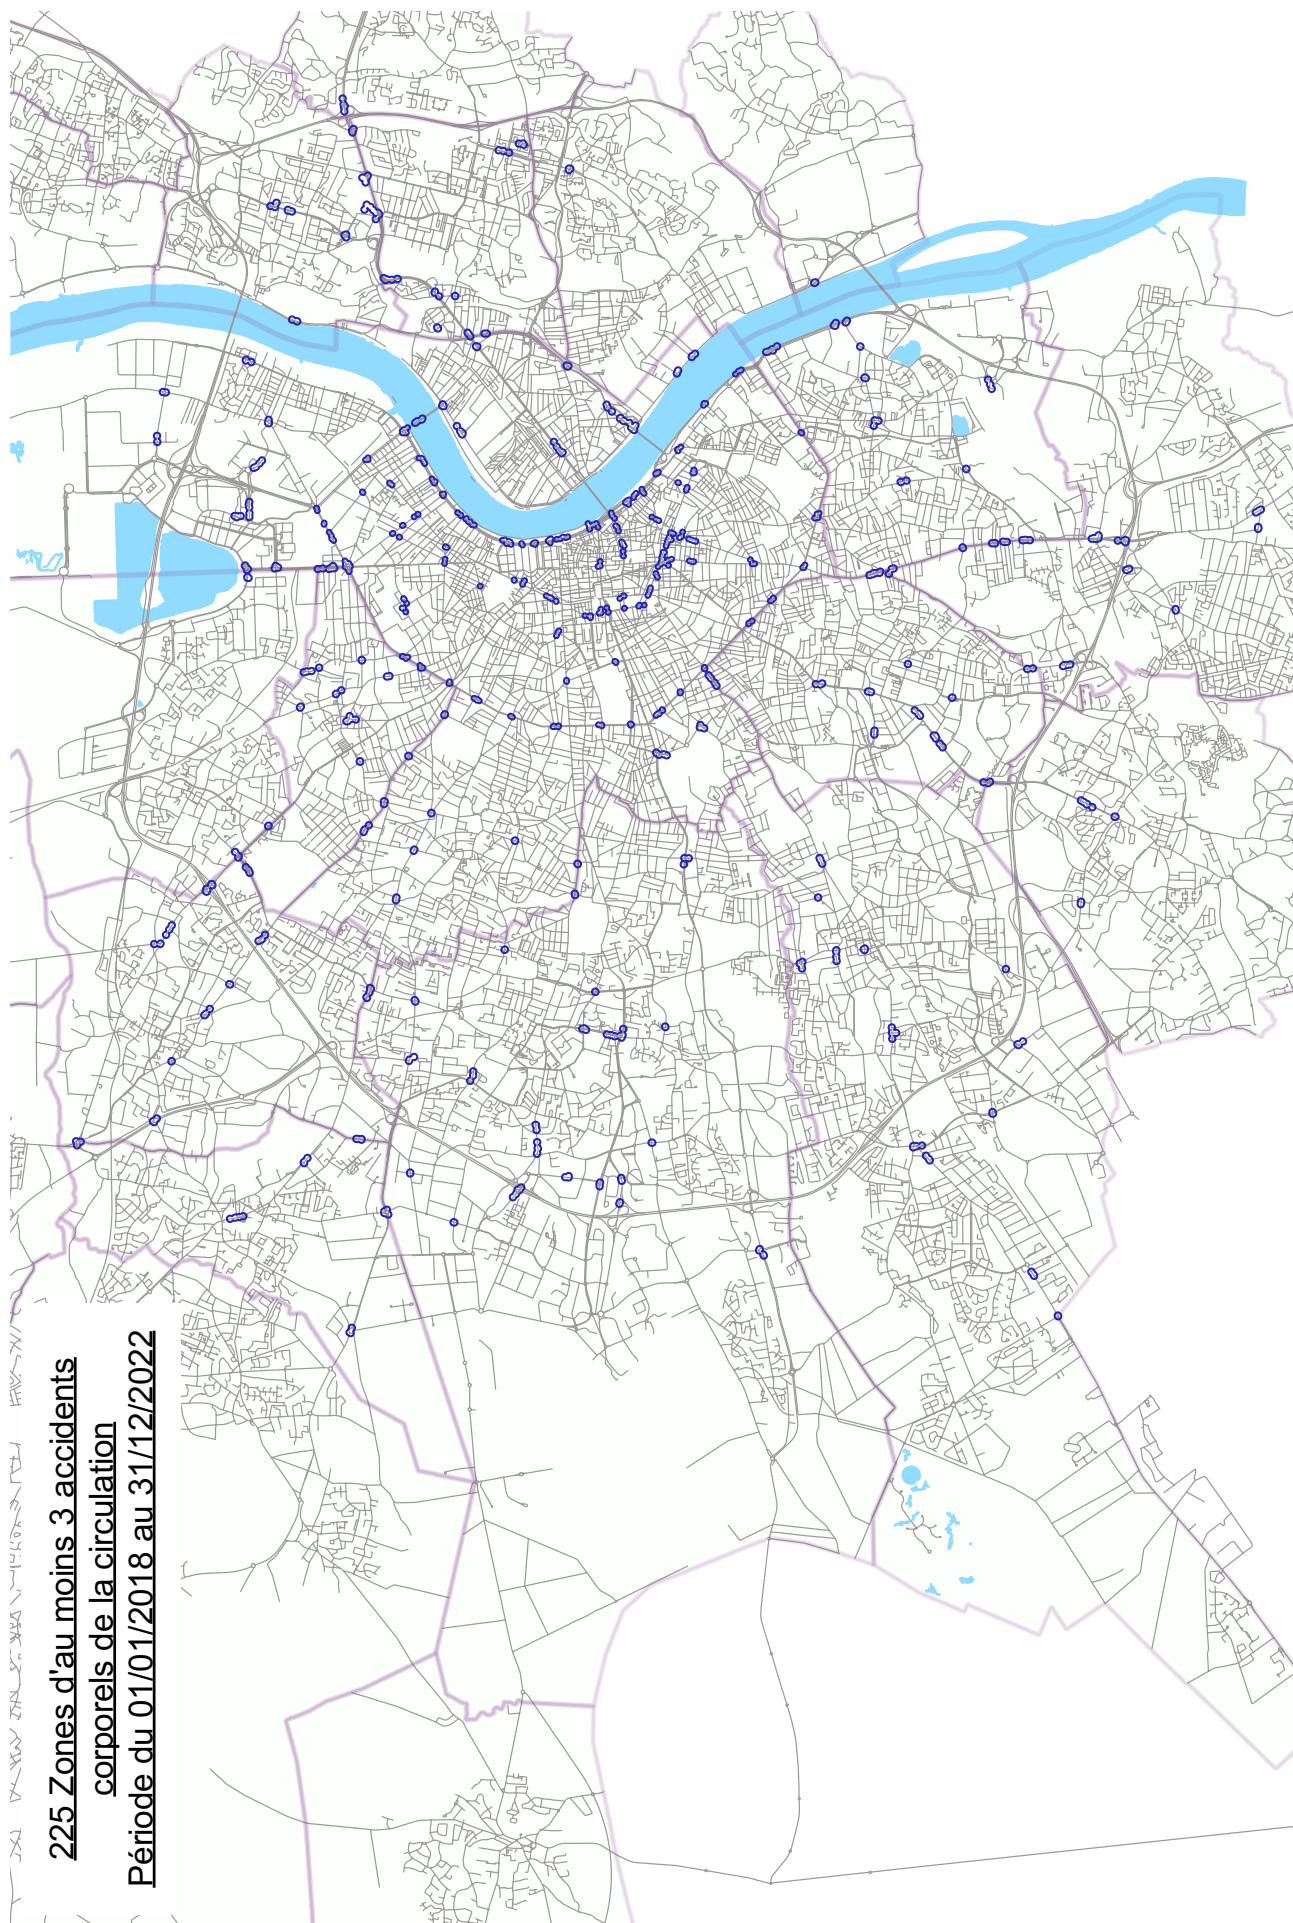 225 Zones d'au moins 3 accidents
corporels de la circulation
Période du 01/01/2018 au 31/12/2022